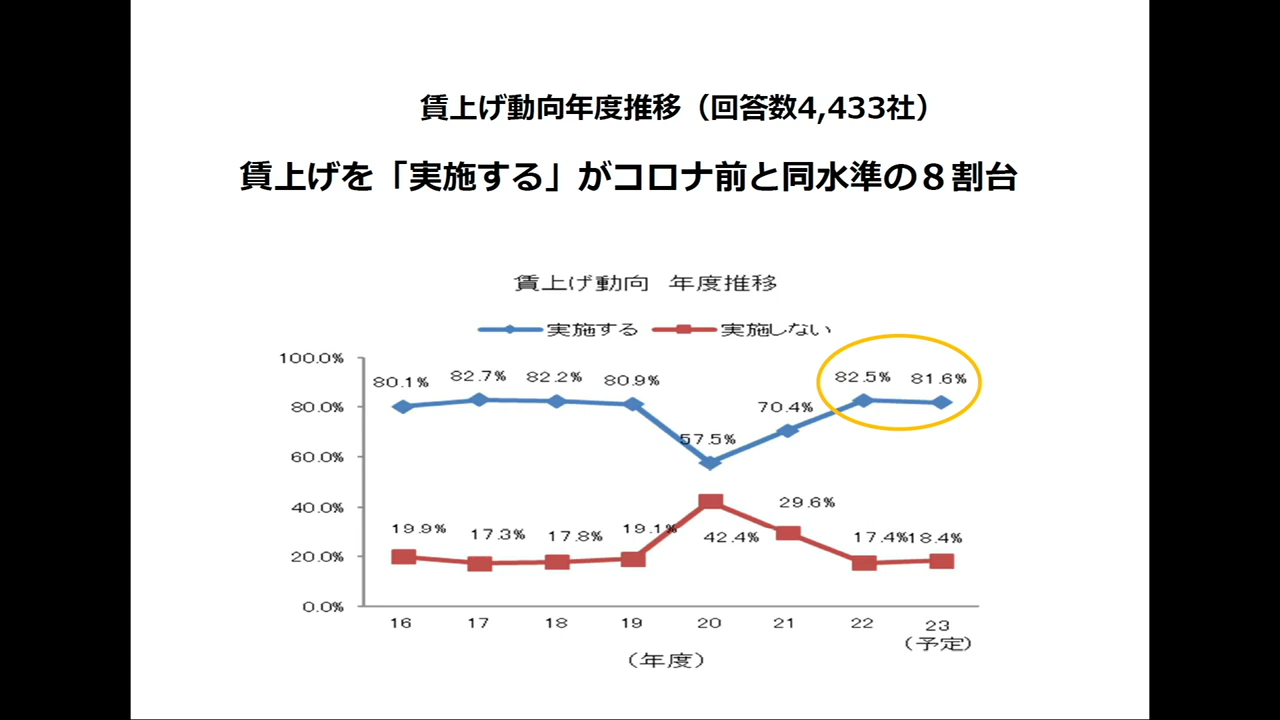 賃上げ動向年度推移（回答数4,433社）
賃上げを「実施する」がコロナ前と同水準の８割台
賃上げ動向　年度推移
実施する　実施しない
100.0%
80.0%
60.0%
40.0%
20.0%
0.0%
80.1%　82.7%　82.2%　80.9%　57.5%　70.4%　82.5%　81.6%
19.9%　17.3%　17.8%　19.1%　42.4%　29.6%　17.4%　18.4%
16　17　18　19　20　21　22　23
（予定）
（年度）